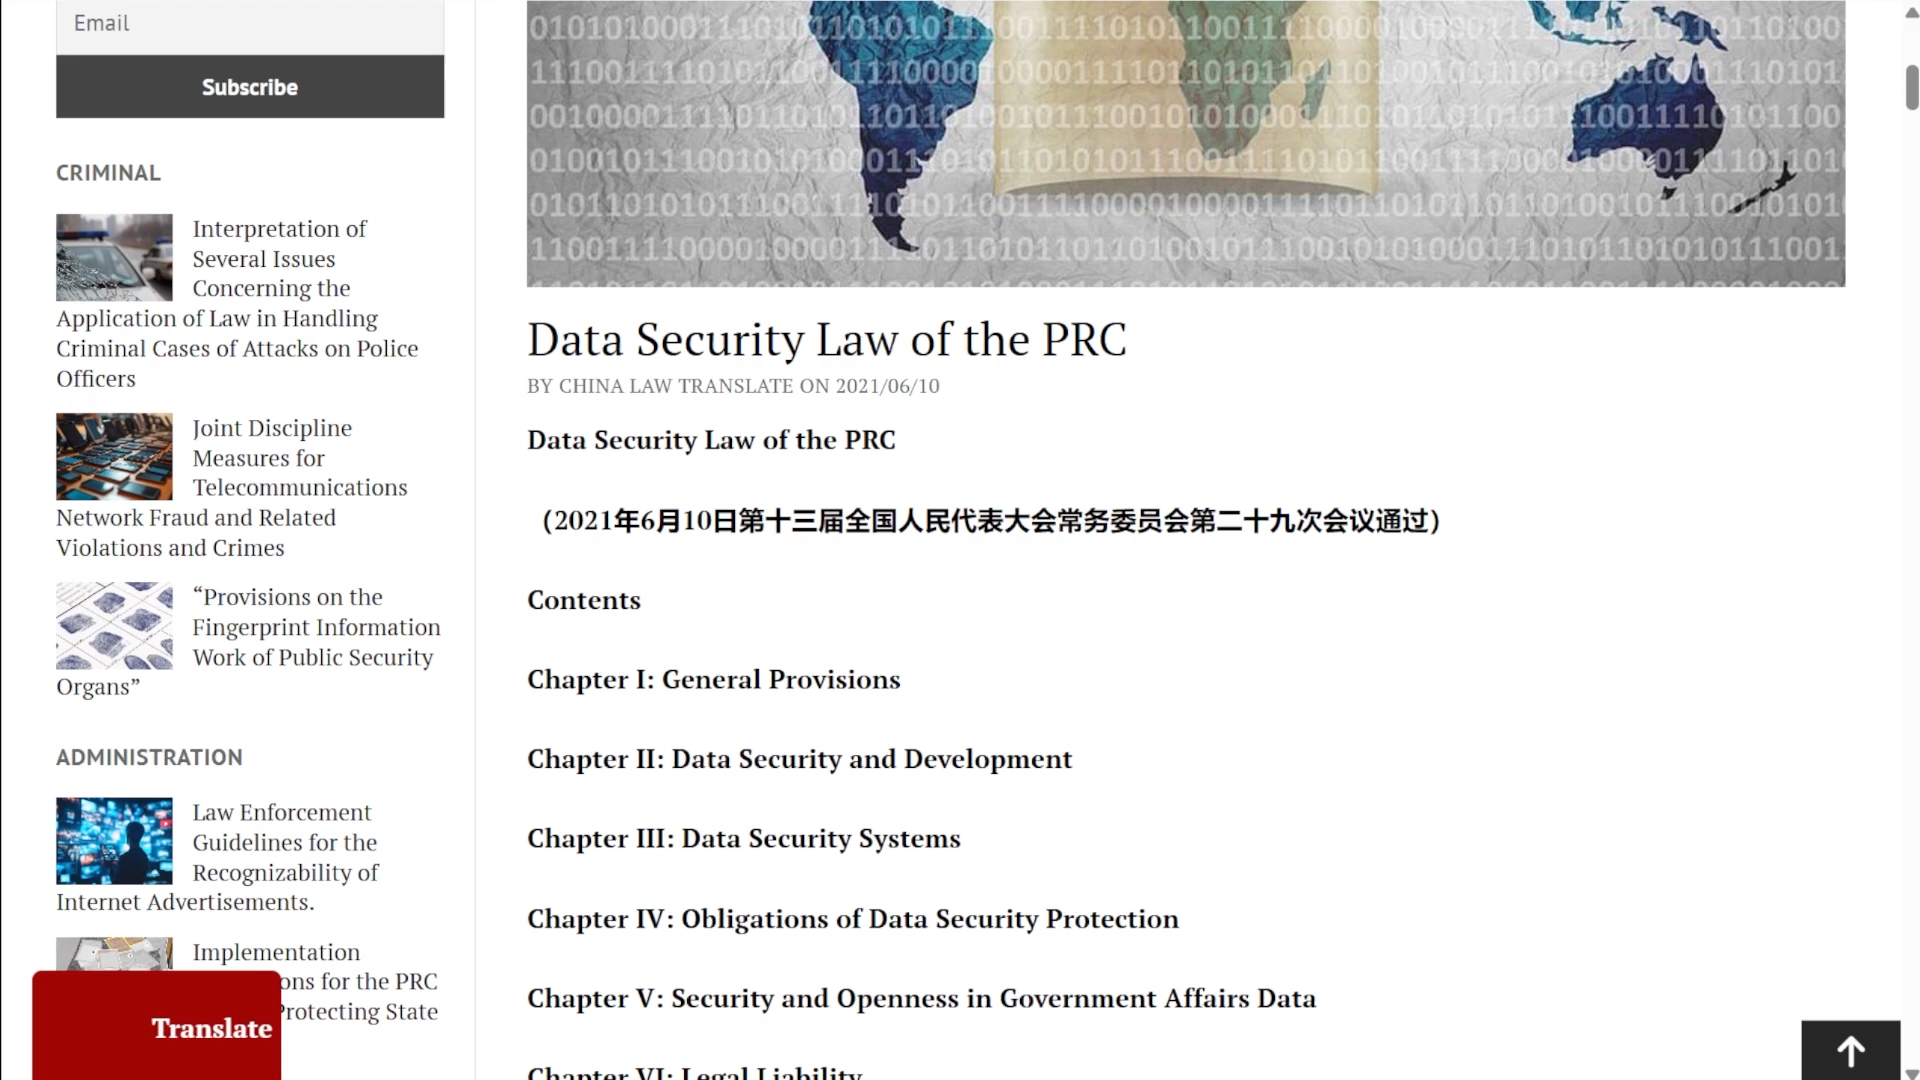 Email
Subscribe
CRIMINAL
Interpretation of
Several Issues
Concerning the
Application of Law in Handling
Criminal Cases of Attacks on Police
Officers
Joint Discipline
Measures for
Telecommunications
Network Fraud and Related
Violations and Crimes
“Provisions on the
Fingerprint Information
Work of Public Security
Organs”
ADMINISTRATION
Law Enforcement
Guidelines for the
Recognizability of
Internet Advertisements.
Implementation
ons for the PRC
Protecting State
Translate
Data Security Law of the PRC
BY CHINA LAW TRANSLATE ON 2021/06/10
Data Security Law of the PRC
（2021年6月10日第十三届全国人民代表大会常务委员会第二十九次会议通过）
Contents
Chapter I: General Provisions
Chapter II: Data Security and Development
Chapter III: Data Security Systems
Chapter IV: Obligations of Data Security Protection
Chapter V: Security and Openness in Government Affairs Data
Chapter VI: Legal Liability